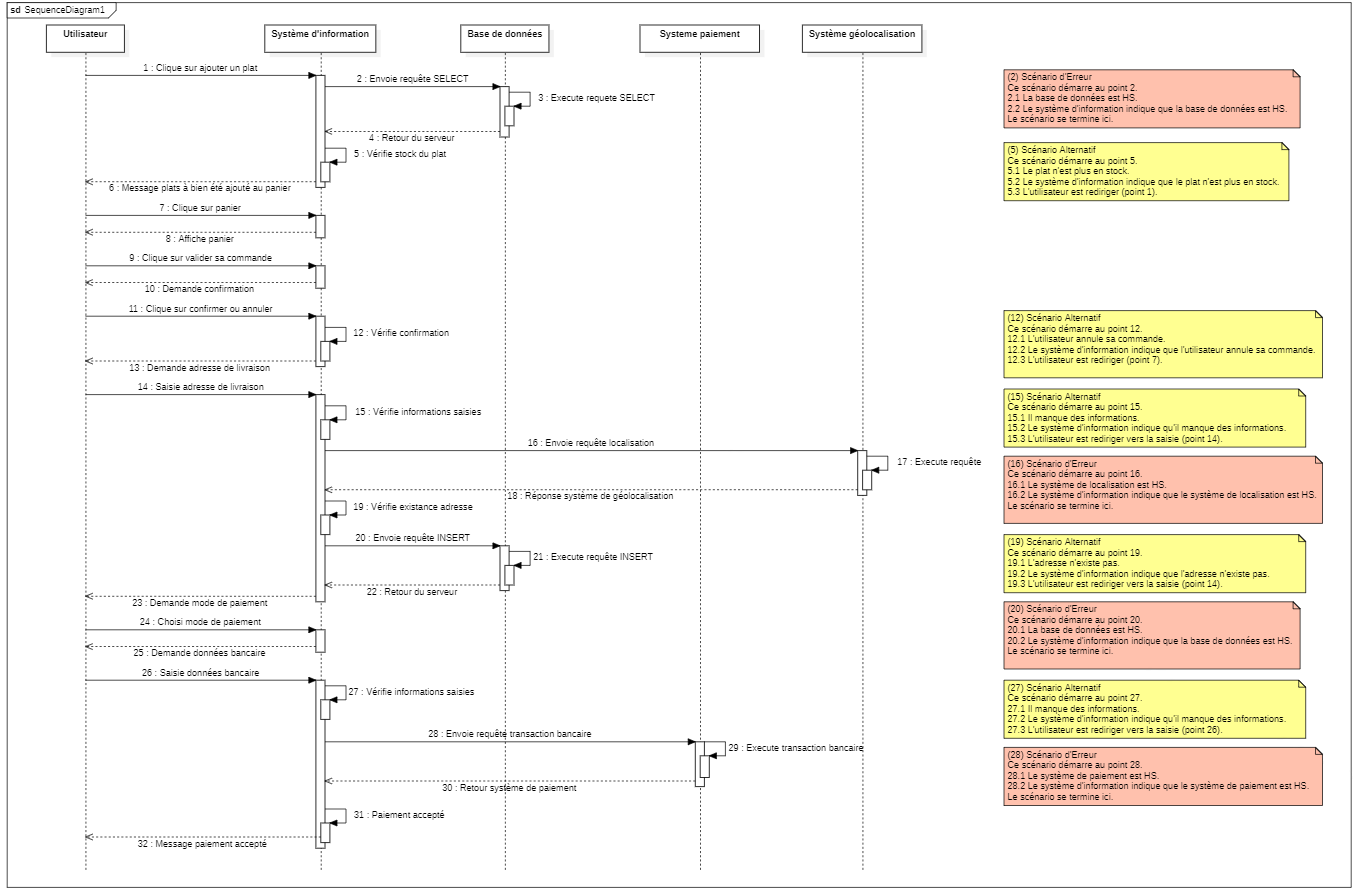 sd SequenceDiagram1
Utilisateur
Système d'information
Base de données
Systeme paiement
Système géolocalisation
1 : Clique sur ajouter un plat
2 : Envoie requête SELECT
3 : Execute requete SELECT
4 : Retour du serveur
5 : Vérifie stock du plat
6 : Message plats à bien été ajouté au panier
7 : Clique sur panier
8 : Affiche panier
9 : Clique sur valider sa commande
10 : Demande confirmation
11 : Clique sur confirmer ou annuler
12 : Vérifie confirmation
13 : Demande adresse de livraison
14 : Saisie adresse de livraison
15 : Vérifie informations saisies
16 : Envoie requête localisation
17 : Execute requête
18 : Réponse système de géolocalisation
19 : Vérifie existance adresse
20 : Envoie requête INSERT
21 : Execute requête INSERT
22 : Retour du serveur
23 : Demande mode de paiement
24 : Choisi mode de paiement
25 : Demande données bancaire
26 : Saisie données bancaire
27 : Vérifie informations saisies
28 : Envoie requête transaction bancaire
29 : Execute transaction bancaire
30 : Retour système de paiement
31 : Paiement accepté
32 : Message paiement accepté
(2) Scénario d'Erreur
Ce scénario démarre au point 2.
2.1 La base de données est HS.
2.2 Le système d'information indique que la base de données est HS.
Le scénario se termine ici.
(5) Scénario Alternatif
Ce scénario démarre au point 5.
5.1 Le plat n'est plus en stock.
5.2 Le système d'information indique que le plat n'est plus en stock.
5.3 L'utilisateur est rediriger (point 1).
(12) Scénario Alternatif
Ce scénario démarre au point 12.
12.1 L'utilisateur annule sa commande.
12.2 Le système d'information indique que l'utilisateur annule sa commande.
12.3 L'utilisateur est rediriger (point 7).
(15) Scénario Alternatif
Ce scénario démarre au point 15.
15.1 Il manque des informations.
15.2 Le système d'information indique qu'il manque des informations.
15.3 L'utilisateur est rediriger vers la saisie (point 14).
(16) Scénario d'Erreur
Ce scénario démarre au point 16.
16.1 Le système de localisation est HS.
16.2 Le système d'information indique que le système de localisation est HS.
Le scénario se termine ici.
(19) Scénario Alternatif
Ce scénario démarre au point 19.
19.1 L'adresse n'existe pas.
19.2 Le système d'information indique que l'adresse n'existe pas.
19.3 L'utilisateur est rediriger vers la saisie (point 14).
(20) Scénario d'Erreur
Ce scénario démarre au point 20.
20.1 La base de données est HS.
20.2 Le système d'information indique que la base de données est HS.
Le scénario se termine ici.
(27) Scénario Alternatif
Ce scénario démarre au point 27.
27.1 Il manque des informations.
27.2 Le système d'information indique qu'il manque des informations.
27.3 L'utilisateur est rediriger vers la saisie (point 26).
(28) Scénario d'Erreur
Ce scénario démarre au point 28.
28.1 Le système de paiement est HS.
28.2 Le système d'information indique que le système de paiement est HS.
Le scénario se termine ici.